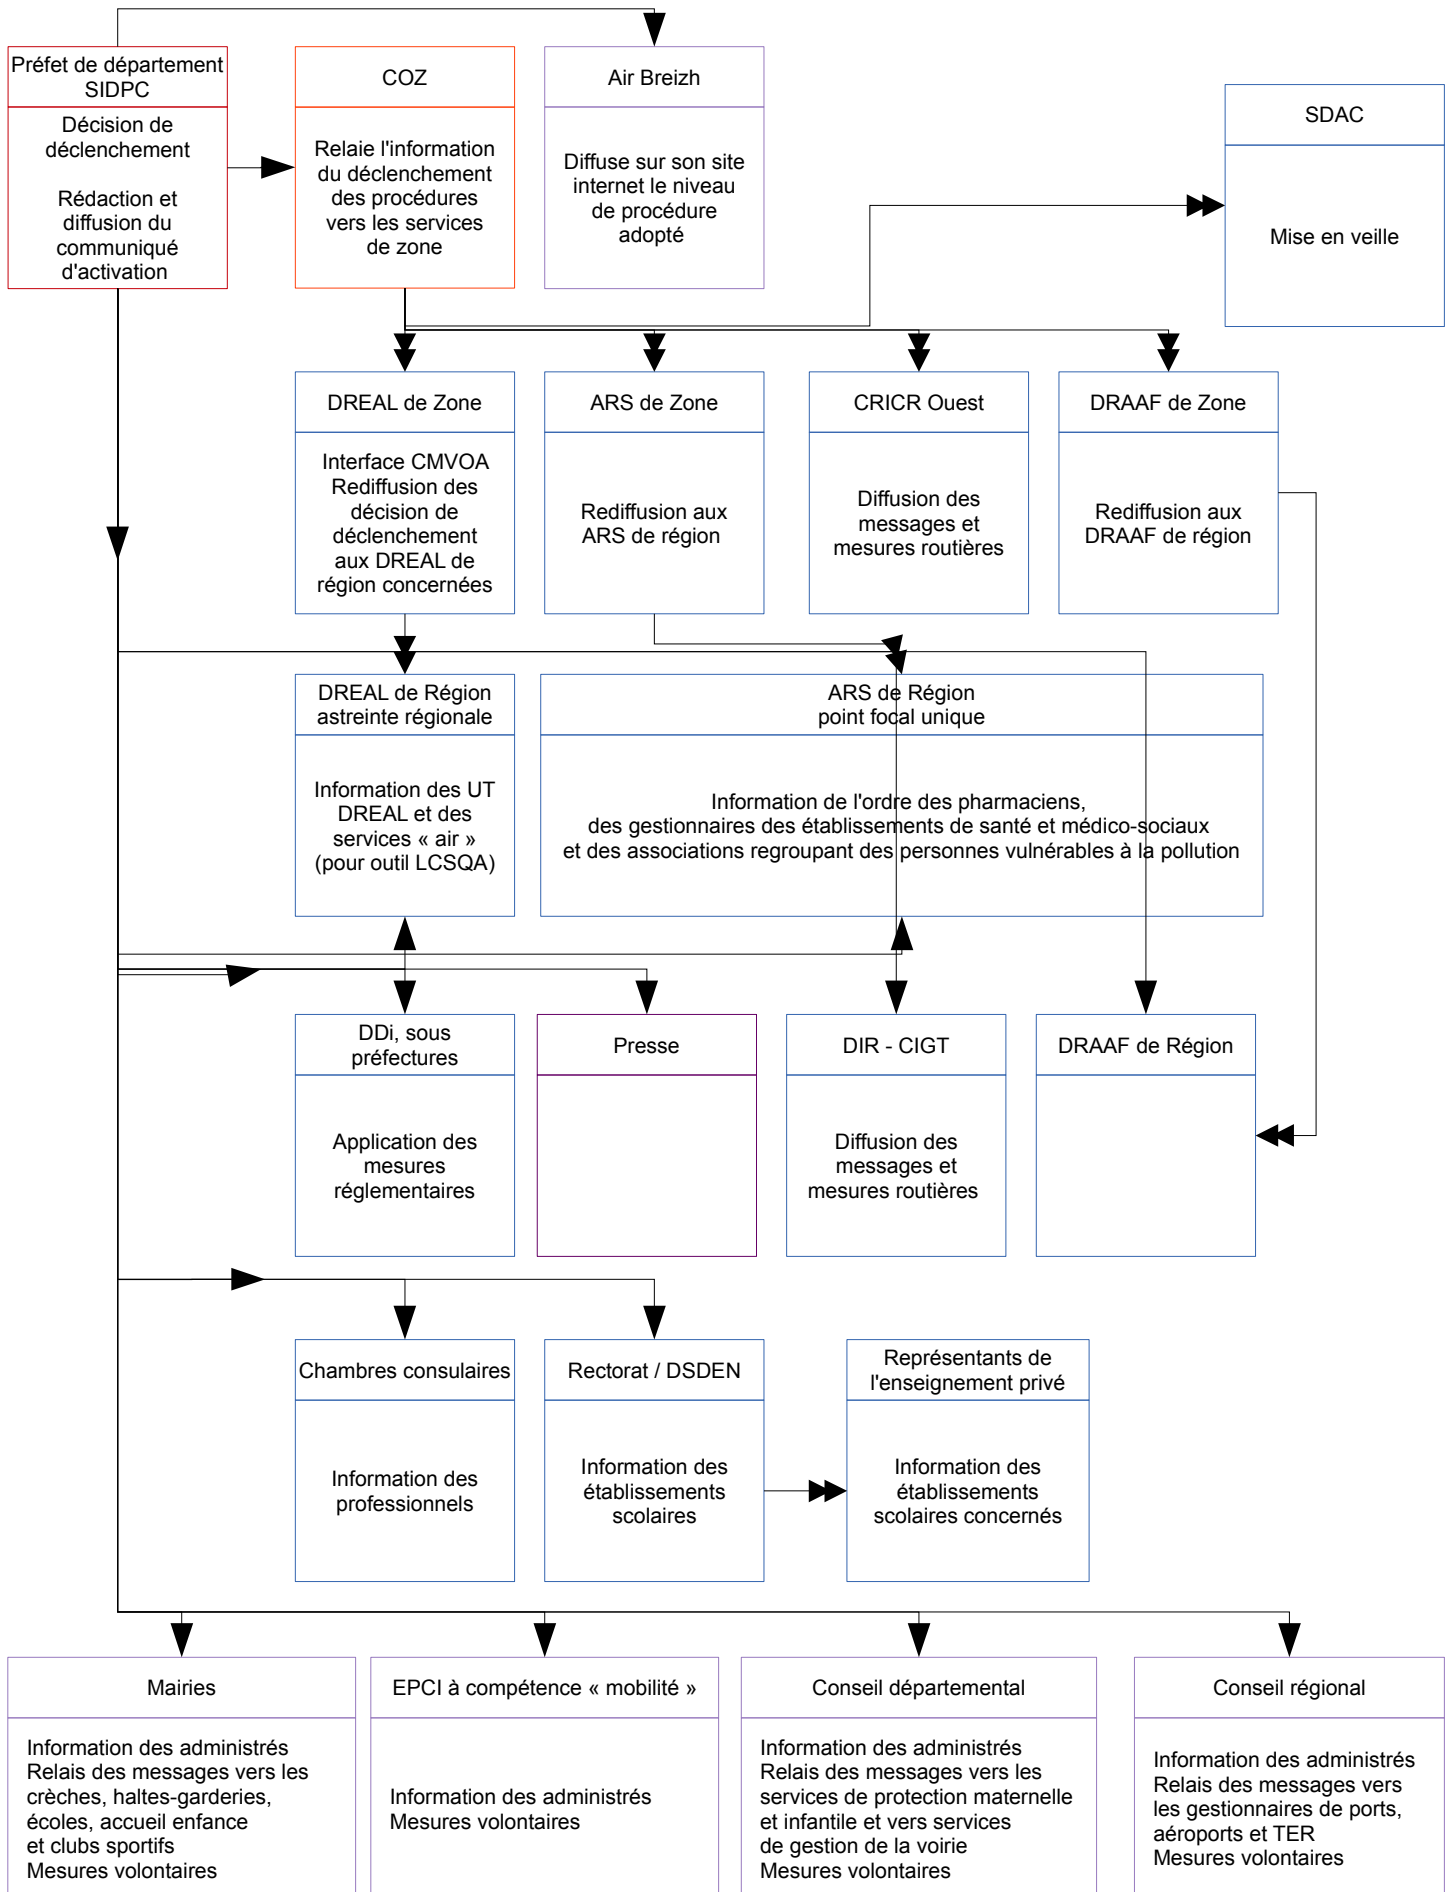 Préfet de département
SIDPC
Décision de
déclenchement
Rédaction et
diffusion du
communiqué
d'activation
COZ
Relaie l'information
du déclenchement
des procédures
vers les services
de zone
Air Breizh
Diffuse sur son site
internet le niveau
de procédure
adopté
SDAC
Mise en veille
DREAL de Zone
Interface CMVOA
Rediffusion des
décision de
déclenchement
aux DREAL de
région concernées
ARS de Zone
Rediffusion aux
ARS de région
CRICR Ouest
Diffusion des
messages et
mesures routières
DRAAF de Zone
Rediffusion aux
DRAAF de région
DREAL de Région
astreinte régionale
Information des UT
DREAL et des
services « air »
(pour outil LCSQA)
ARS de Région
point focal unique
Information de l'ordre des pharmaciens,
des gestionnaires des établissements de santé et médico-sociaux
et des associations regroupant des personnes vulnérables à la pollution
DDi, sous
préfectures
Application des
mesures
réglementaires
Presse
DIR - CIGT
Diffusion des
messages et
mesures routières
DRAAF de Région
Chambres consulaires
Information des
professionnels
Rectorat / DSDEN
Information des
établissements
scolaires
Représentants de
l'enseignement privé
Information des
établissements
scolaires concernés
Mairies
Information des administrés
Relais des messages vers les
crèches, haltes-garderies,
écoles, accueil enfance
et clubs sportifs
Mesures volontaires
EPCI à compétence « mobilité »
Information des administrés
Mesures volontaires
Conseil départemental
Information des administrés
Relais des messages vers les
services de protection maternelle
et infantile et vers services
de gestion de la voirie
Mesures volontaires
Conseil régional
Information des administrés
Relais des messages vers
les gestionnaires de ports,
aéroports et TER
Mesures volontaires